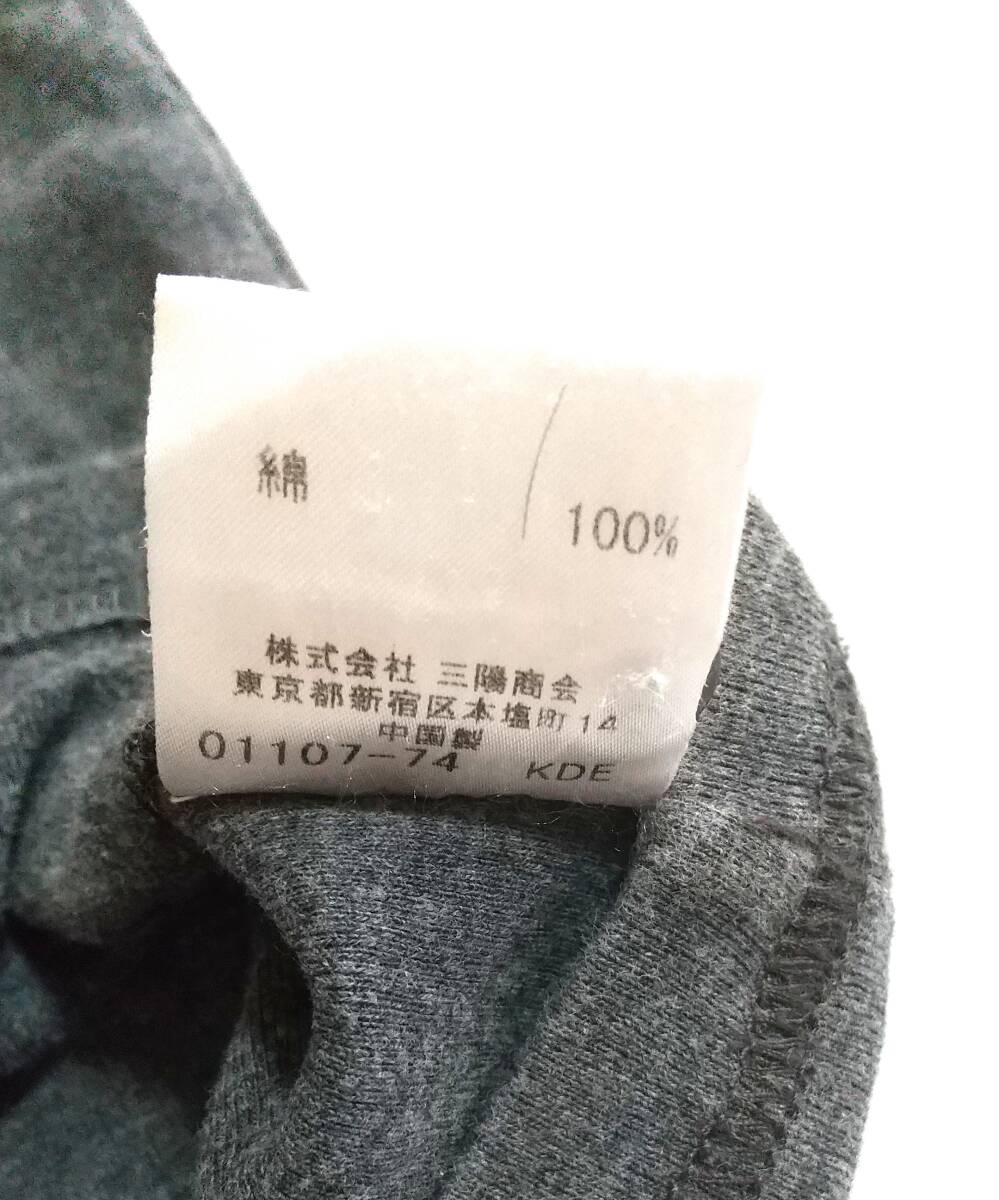 綿 100%
株式会社 三陽商会
東京都新宿区本塩町14
中国製
01107-74 KDE